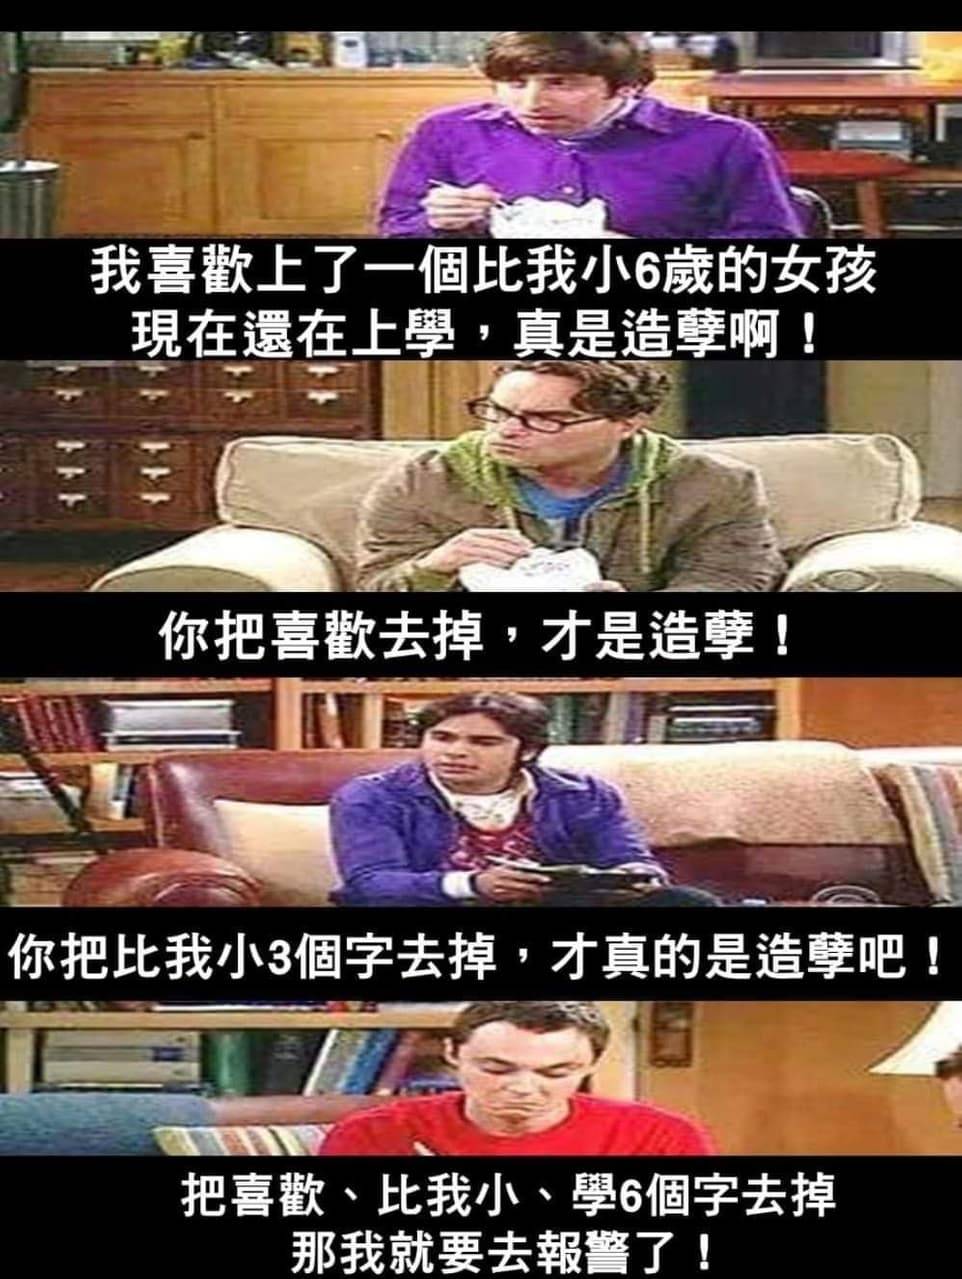 我喜歡上了一個比我小6歲的女孩
現在還在上學，真是造孽啊！
你把喜歡去掉，才是造孽！
你把比我小3個字去掉，才真的是造孽吧！
把喜歡、比我小、學6個字去掉
那我就要去報警了！